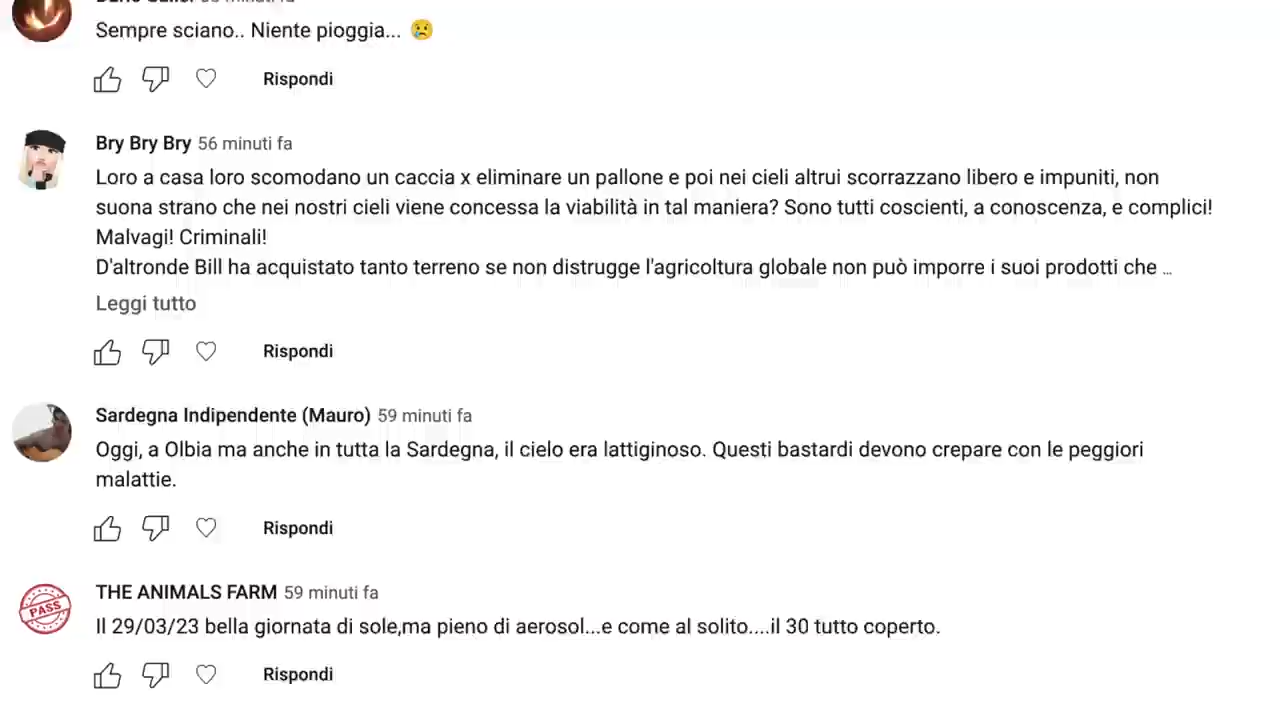 Sempre sciano.. Niente pioggia... 😢
Rispondi
Bry Bry Bry 56 minuti fa
Loro a casa loro scomodano un caccia x eliminare un pallone e poi nei cieli altrui scorrazzano libero e impuniti, non
suona strano che nei nostri cieli viene concessa la viabilità in tal maniera? Sono tutti coscienti, a conoscenza, e complici!
Malvagi! Criminali!
D'altronde Bill ha acquistato tanto terreno se non distrugge l'agricoltura globale non può imporre i suoi prodotti che ...
Leggi tutto
Rispondi
Sardegna Indipendente (Mauro) 59 minuti fa
Oggi, a Olbia ma anche in tutta la Sardegna, il cielo era lattiginoso. Questi bastardi devono crepare con le peggiori
malattie.
Rispondi
PASS
THE ANIMALS FARM 59 minuti fa
Il 29/03/23 bella giornata di sole,ma pieno di aerosol...e come al solito....il 30 tutto coperto.
Rispondi